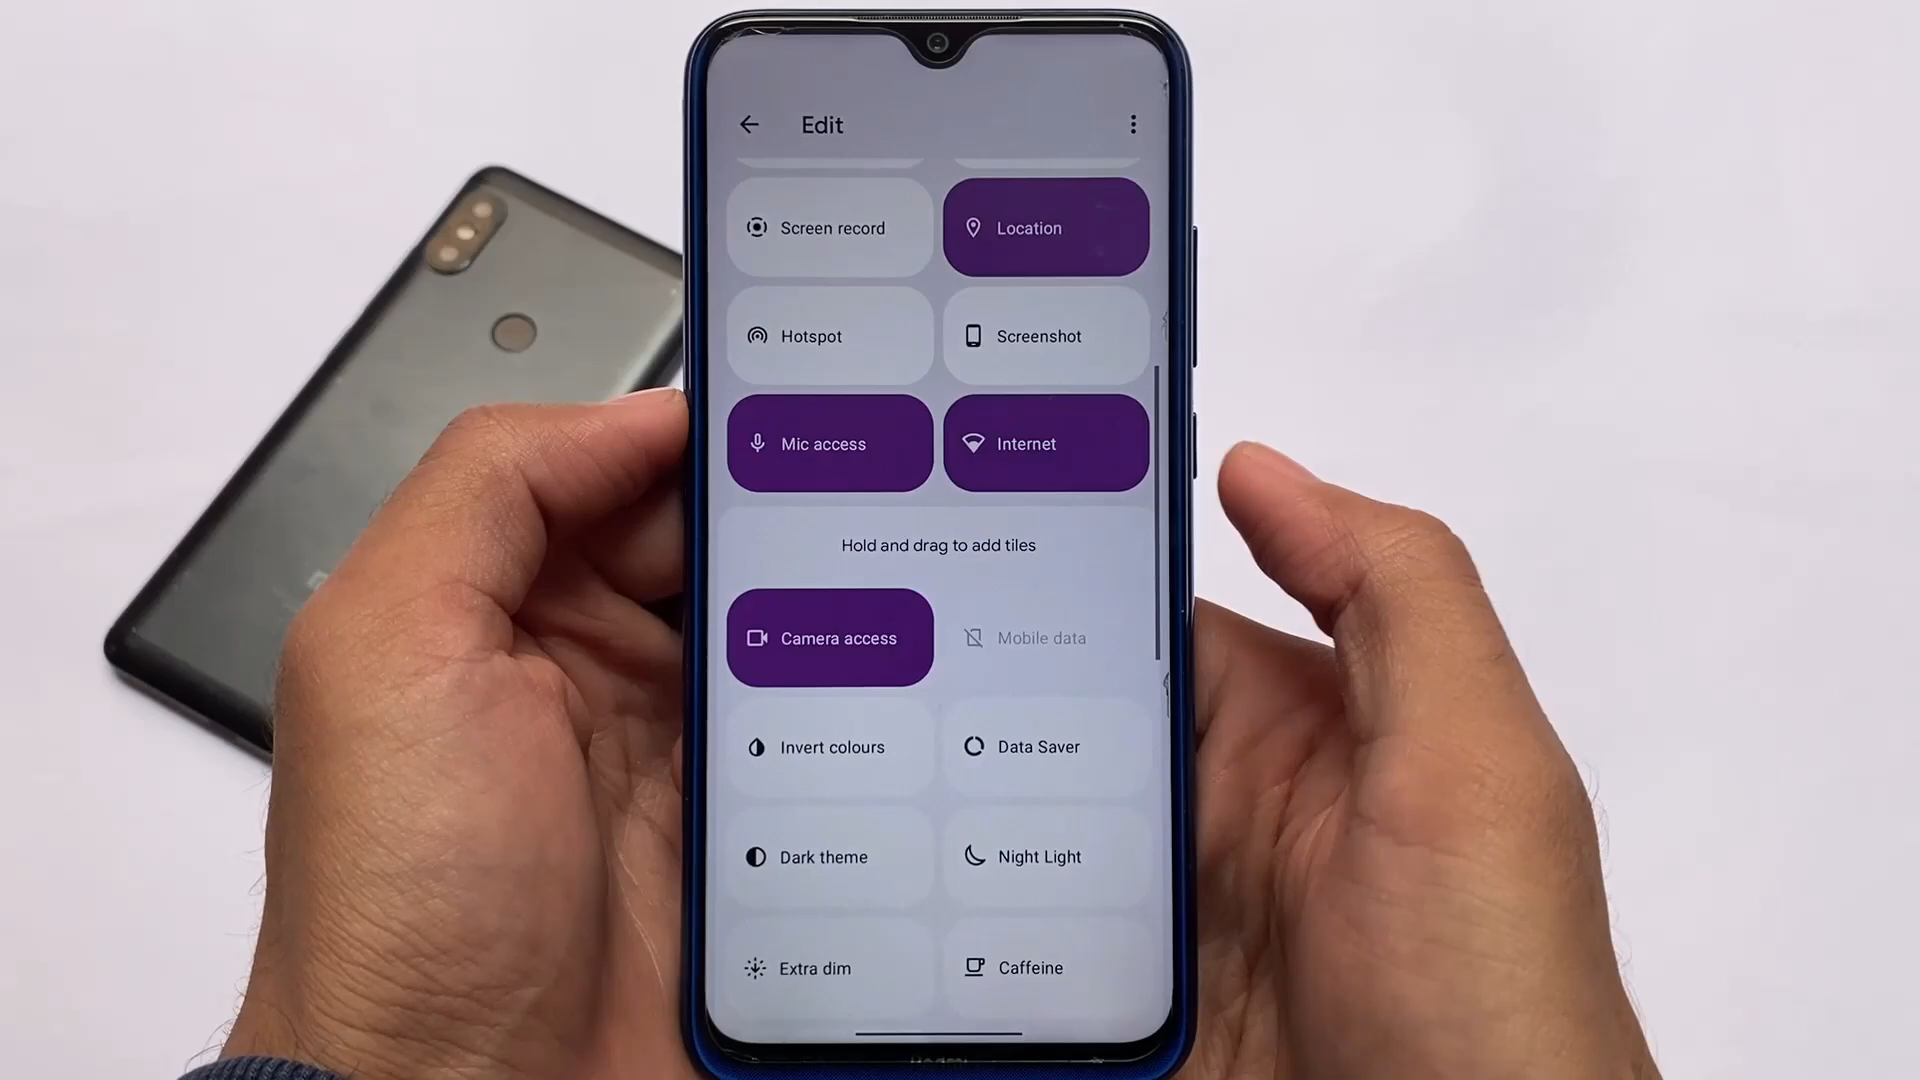 Edit
Screen record
Location
Hotspot
Screenshot
Mic access
Internet
Hold and drag to add tiles
Camera access
Mobile data
Invert colours
Data Saver
Dark theme
Night Light
Extra dim
Caffeine
Redmi